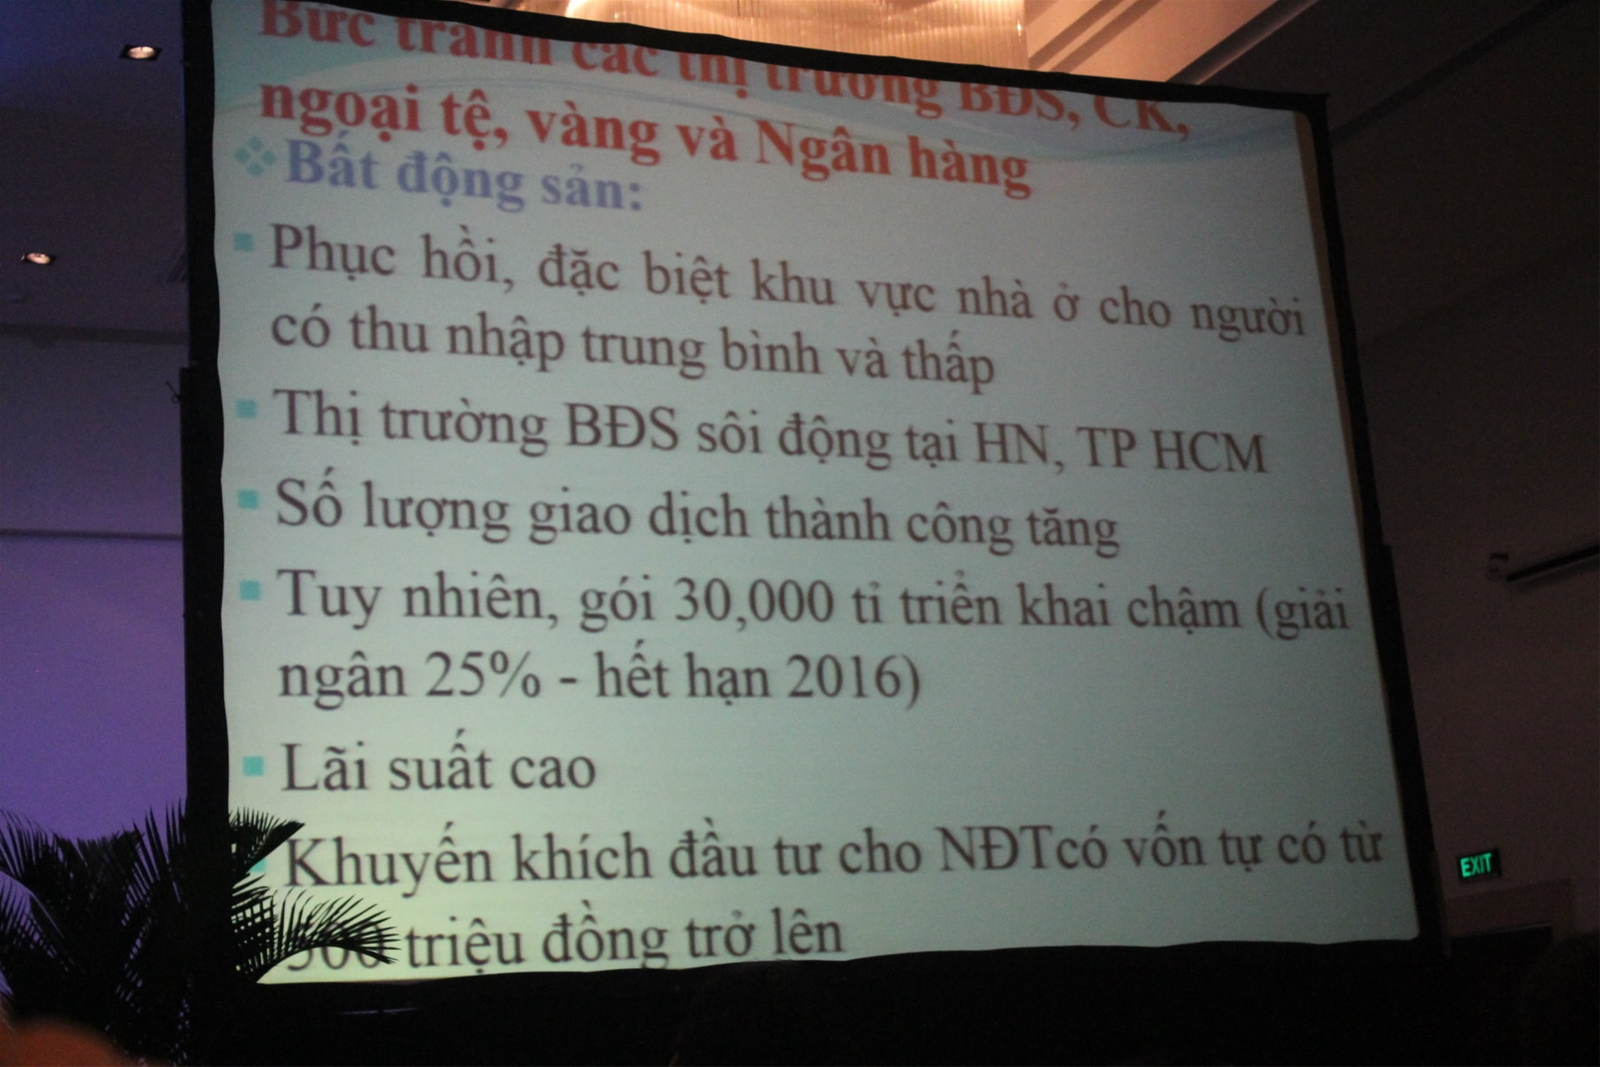 Bức tranh các thị trường BĐS, CK,
ngoại tệ, vàng và Ngân hàng
Bất động sản:
Phục hồi, đặc biệt khu vực nhà ở cho người
có thu nhập trung bình và thấp
Thị trường BĐS sôi động tại HN, TP HCM
Số lượng giao dịch thành công tăng
Tuy nhiên, gói 30,000 tỉ triển khai chậm (giải
ngân 25% - hết hạn 2016)
Lãi suất cao
Khuyến khích đầu tư cho NĐTcó vốn tự có từ
triệu đồng trở lên
EXIT